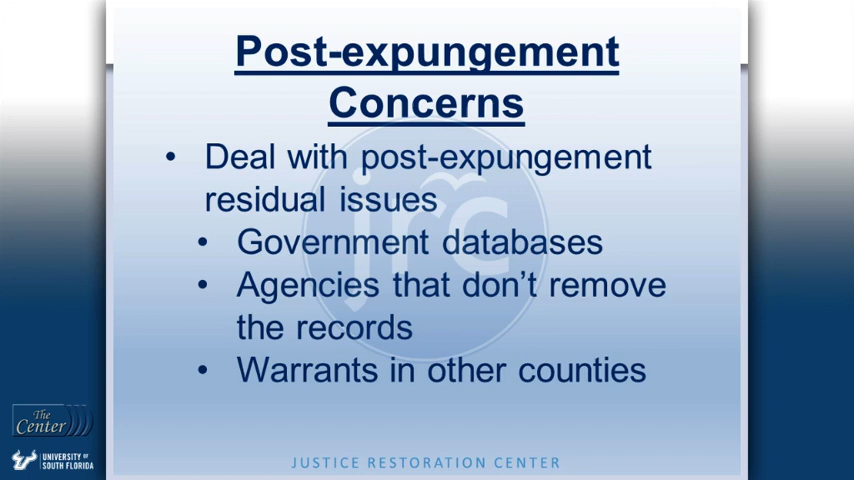 Post-expungement
Concerns
• Deal with post-expungement
residual issues
• Government databases
• Agencies that don’t remove
the records
• Warrants in other counties
jrc
The
Center
UNIVERSITY OF
SOUTH FLORIDA
JUSTICE RESTORATION CENTER